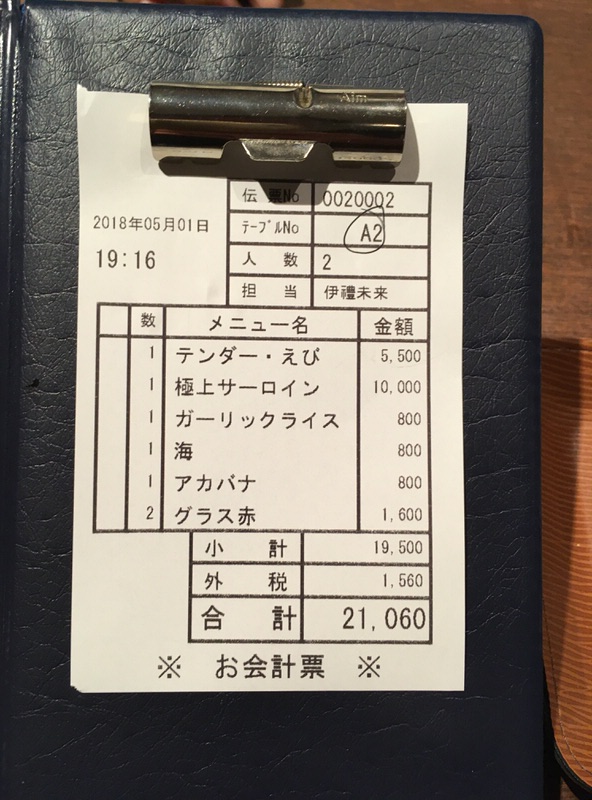 Aim
伝票No 0020002
2018年05月01日
テーブルNo A2
19:16
人数 2
担当 伊禮未来
数 メニュー名 金額
1 テンダー・えび 5,500
1 極上サーロイン 10,000
1 ガーリックライス 800
1 海 800
1 アカバナ 800
2 グラス赤 1,600
小計 19,500
外税 1,560
合計 21,060
※ お会計票 ※